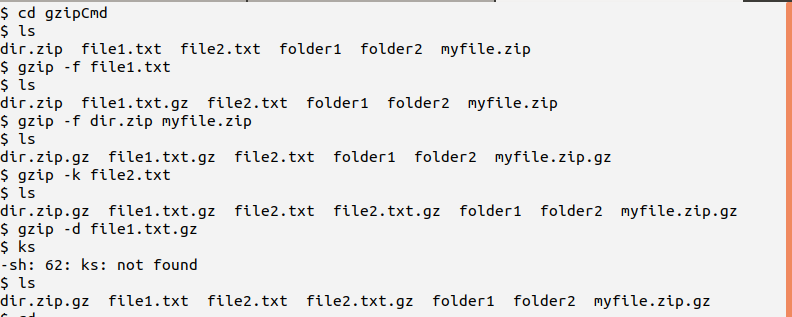 $ cd gzipCmd
$ ls
dir.zip  file1.txt  file2.txt  folder1  folder2  myfile.zip
$ gzip -f file1.txt
$ ls
dir.zip  file1.txt.gz  file2.txt  folder1  folder2  myfile.zip
$ gzip -f dir.zip myfile.zip
$ ls
dir.zip.gz  file1.txt.gz  file2.txt  folder1  folder2  myfile.zip.gz
$ gzip -k file2.txt
$ ls
dir.zip.gz  file1.txt.gz  file2.txt  file2.txt.gz  folder1  folder2  myfile.zip.gz
$ gzip -d file1.txt.gz
$ ks
-sh: 62: ks: not found
$ ls
dir.zip.gz  file1.txt  file2.txt  file2.txt.gz  folder1  folder2  myfile.zip.gz